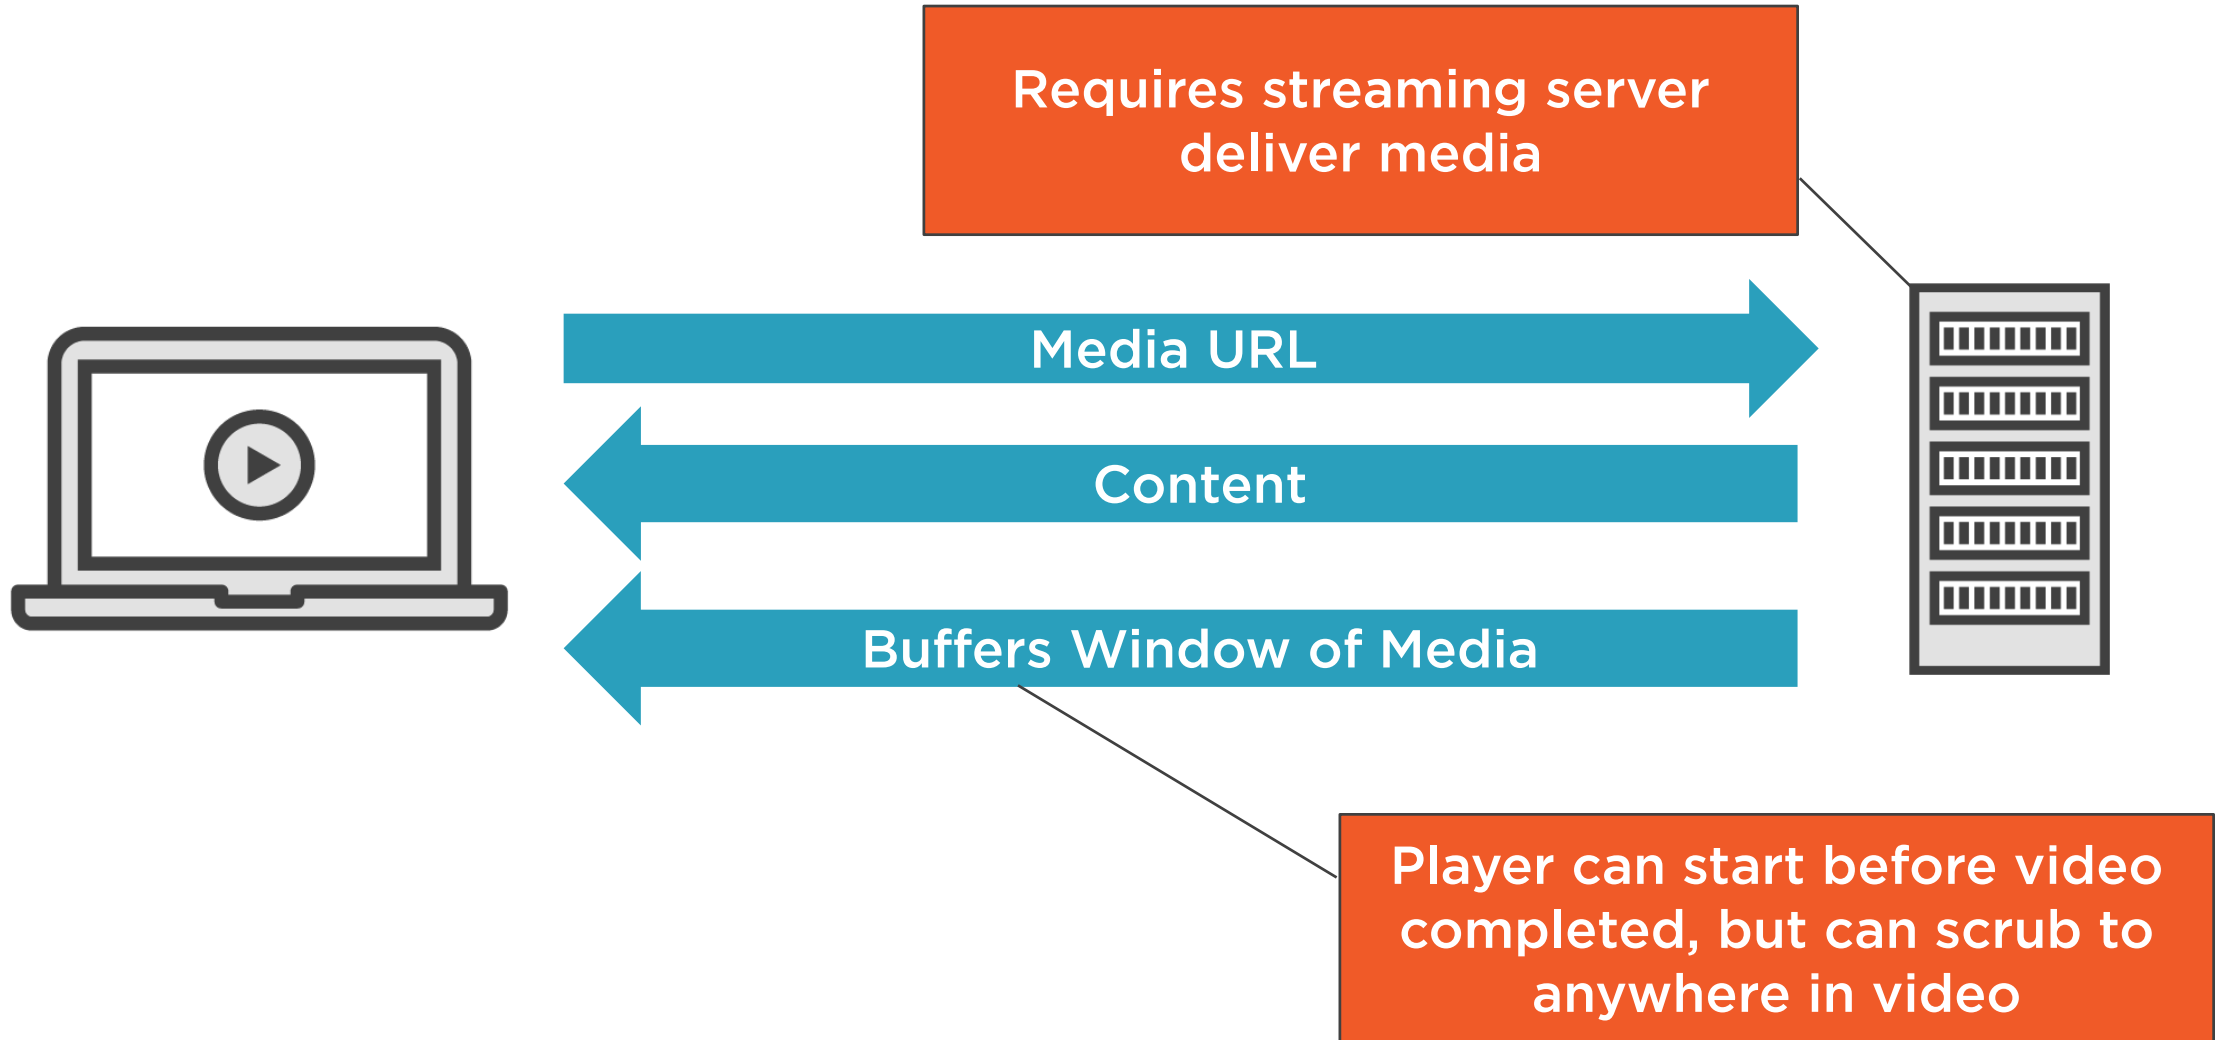 Requires streaming server
deliver media
Media URL
Content
Buffers Window of Media
Player can start before video
completed, but can scrub to
anywhere in video